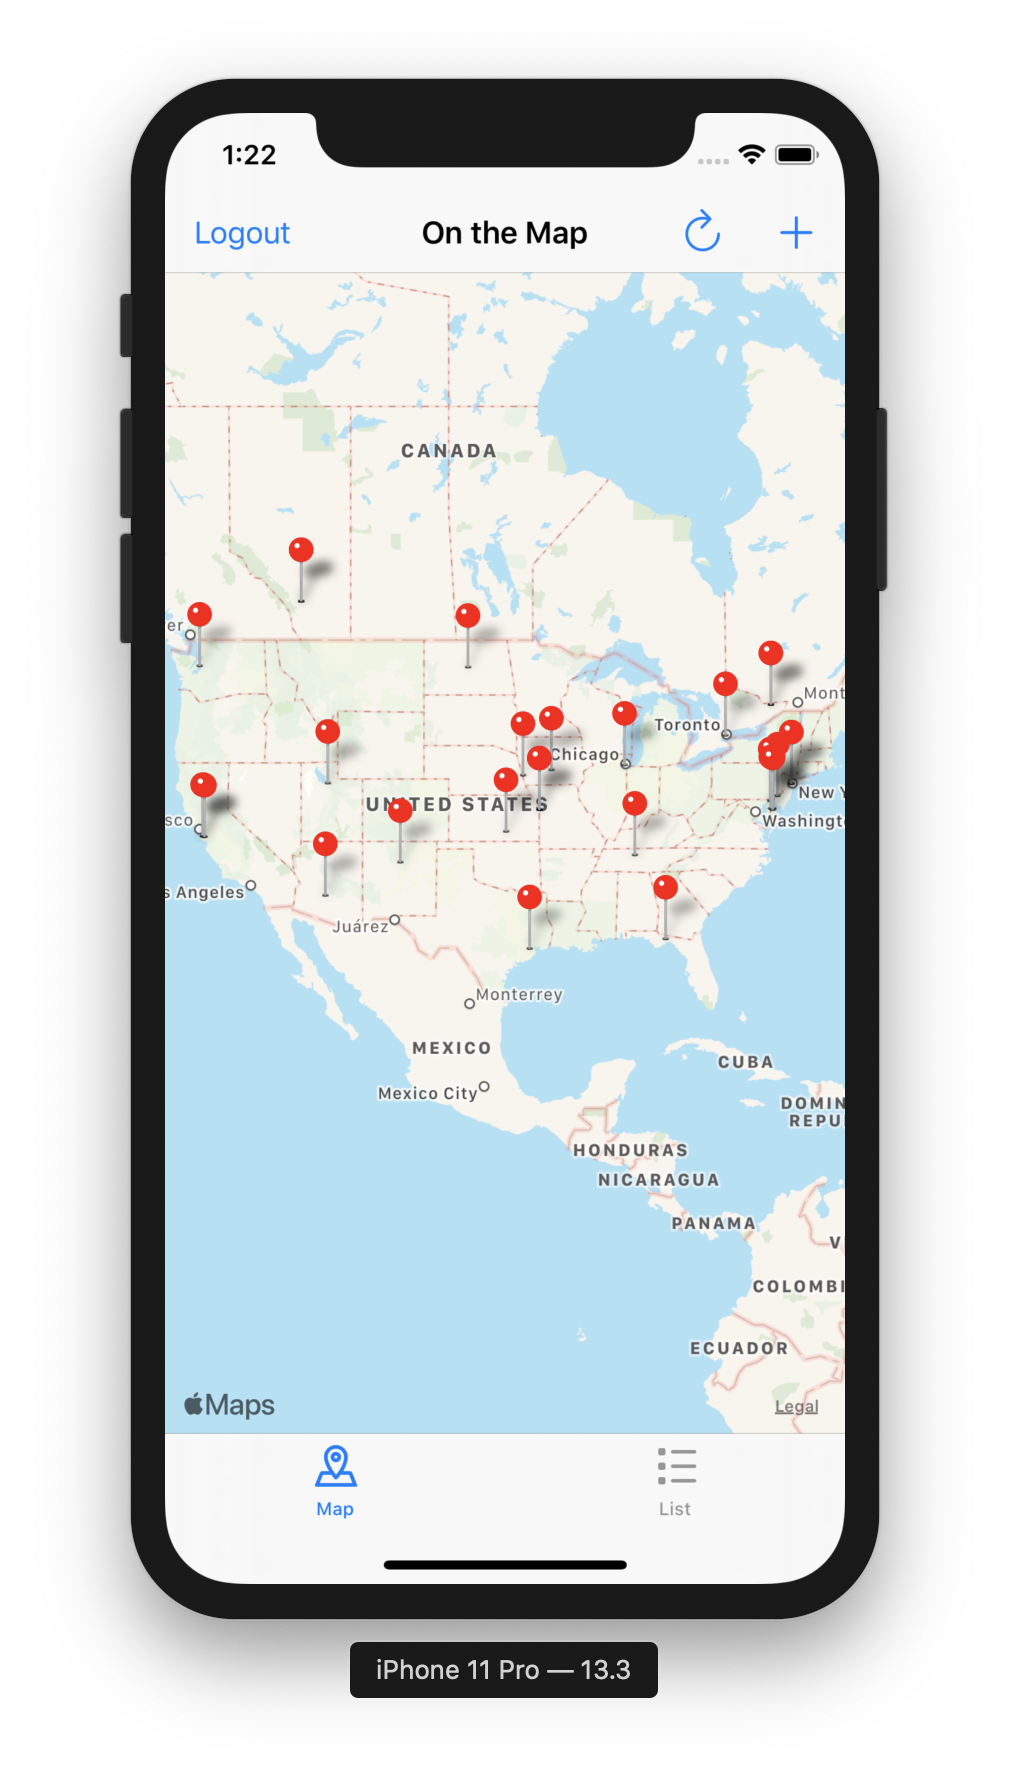 1:22
Logout
On the Map
CANADA
er
Mont
Toronto
Chicago
New Y
UNITED STATES
sco
Washingt
s Angeles
Juárez
Monterrey
MEXICO
CUBA
Mexico City
DOMIN
REPU
HONDURAS
NICARAGUA
PANAMA
V
COLOMBI
ECUADOR
Maps
Legal
Map
List
iPhone 11 Pro — 13.3